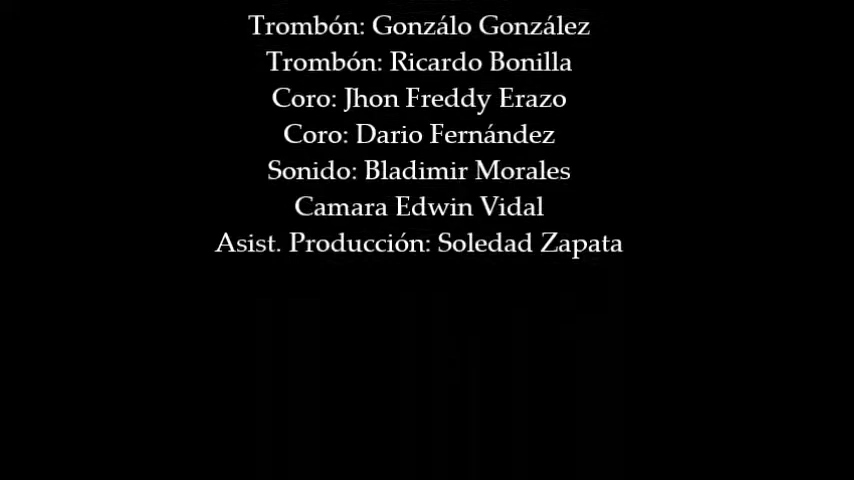 Trombón: Gonzálo González
Trombón: Ricardo Bonilla
Coro: Jhon Freddy Erazo
Coro: Dario Fernández
Sonido: Bladimir Morales
Camara Edwin Vidal
Asist. Producción: Soledad Zapata